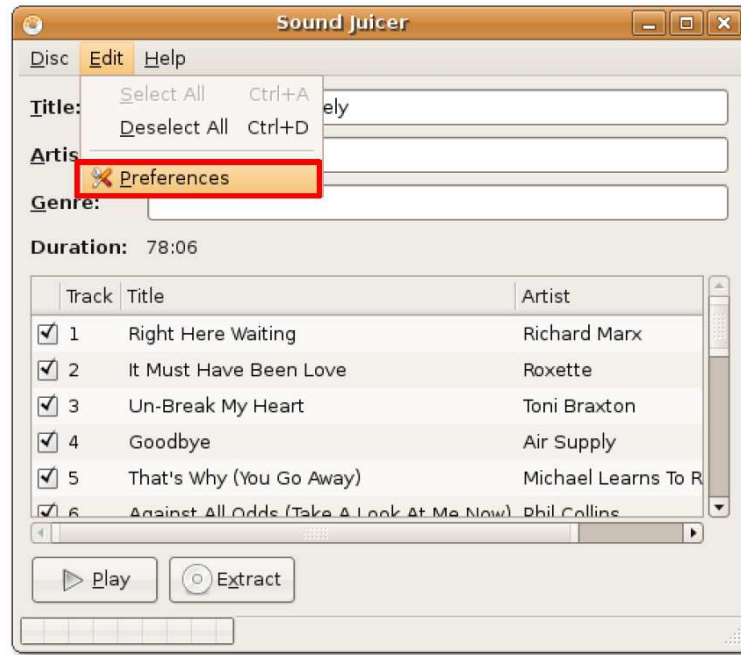 Sound Juicer
Disc Edit Help
Select All Ctrl+A
Deselect All Ctrl+D
Preferences
Title: ely
Artis
Genre:
Duration: 78:06
Track Title Artist
1 Right Here Waiting Richard Marx
2 It Must Have Been Love Roxette
3 Un-Break My Heart Toni Braxton
4 Goodbye Air Supply
5 That's Why (You Go Away) Michael Learns To R
6 Against All Odds (Take A Look At Me Now) Phil Collins
Play Extract